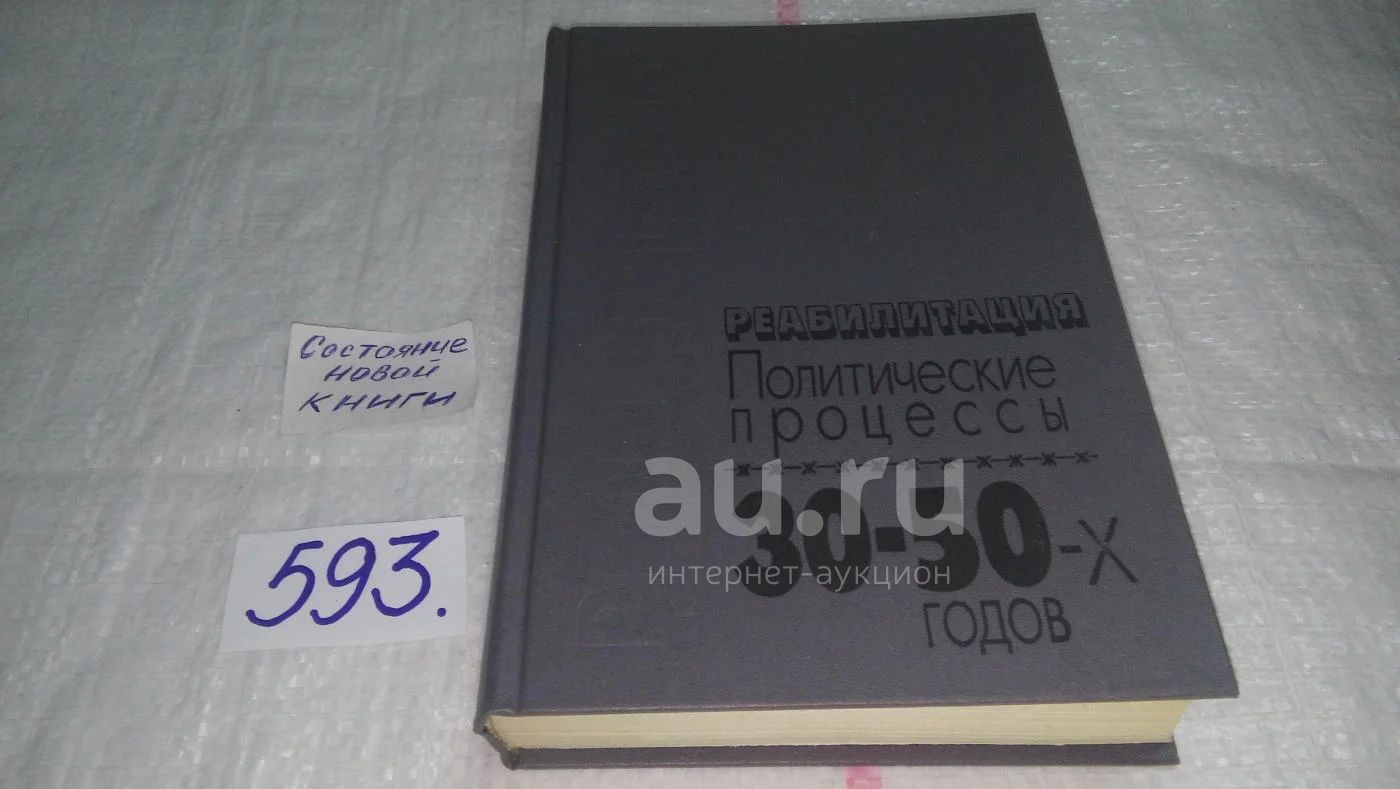 РЕАБИЛИТАЦИЯ
Политические
процессы
30-50-х
годов
Состояние
новой
книги
593.
au.ru
интернет-аукцион